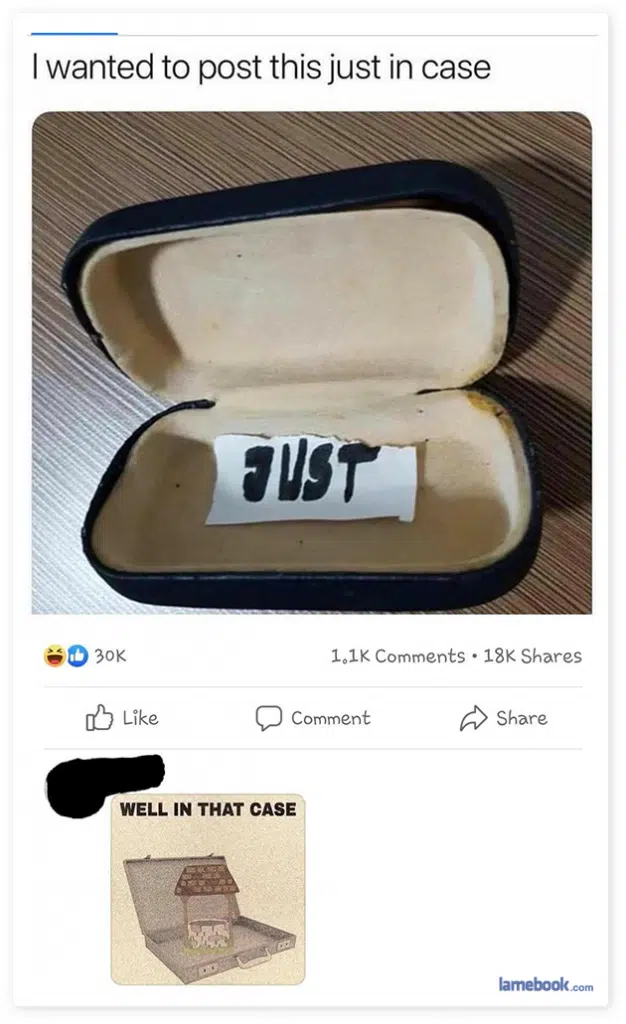 I wanted to post this just in case
JUST
30K
1.1K Comments • 18K Shares
Like
Comment
Share
WELL IN THAT CASE
lamebook.com